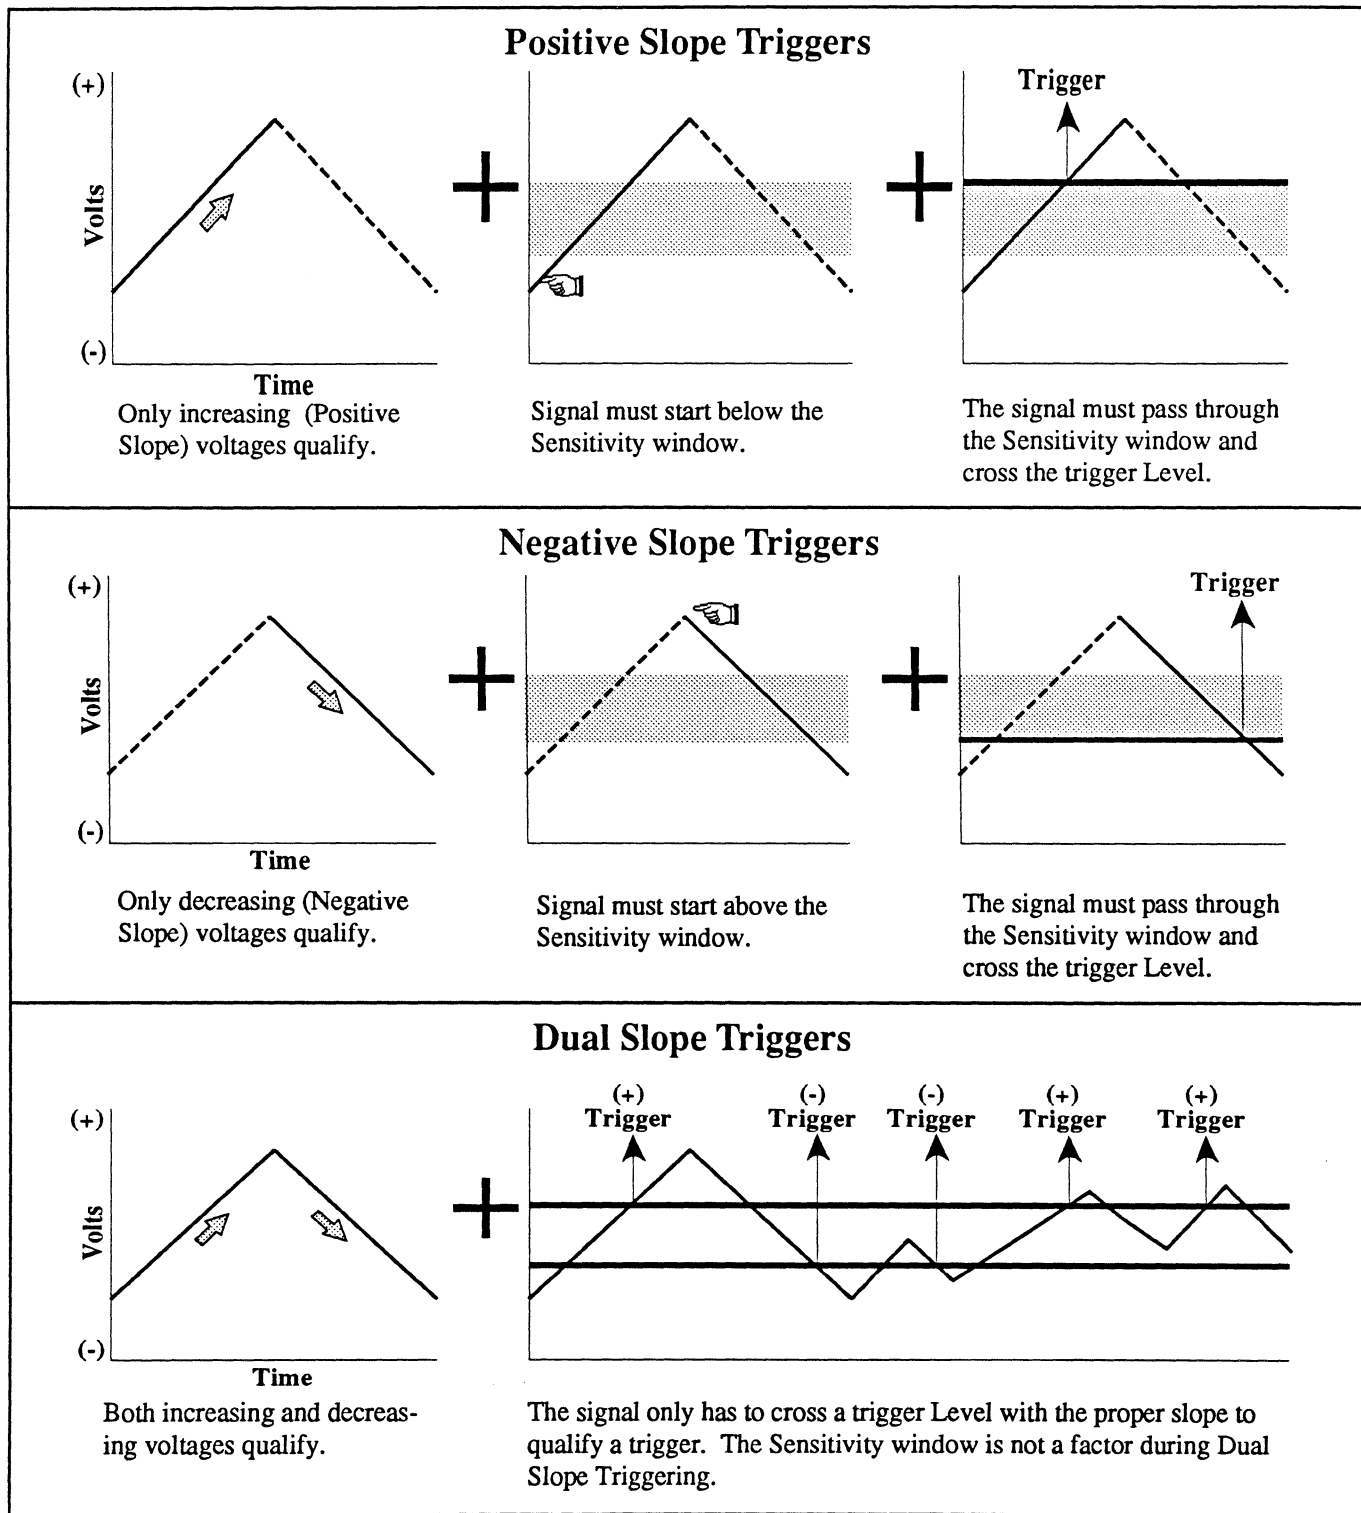 Positive Slope Triggers
(+)
Volts
(-)
Time
Only increasing (Positive
Slope) voltages qualify.
Signal must start below the
Sensitivity window.
Trigger
The signal must pass through
the Sensitivity window and
cross the trigger Level.
Negative Slope Triggers
(+)
Volts
(-)
Time
Only decreasing (Negative
Slope) voltages qualify.
Signal must start above the
Sensitivity window.
Trigger
The signal must pass through
the Sensitivity window and
cross the trigger Level.
Dual Slope Triggers
(+)
Volts
(-)
Time
Both increasing and decreas-
ing voltages qualify.
(+)
Trigger
(-)
Trigger
(-)
Trigger
(+)
Trigger
(+)
Trigger
The signal only has to cross a trigger Level with the proper slope to
qualify a trigger. The Sensitivity window is not a factor during Dual
Slope Triggering.